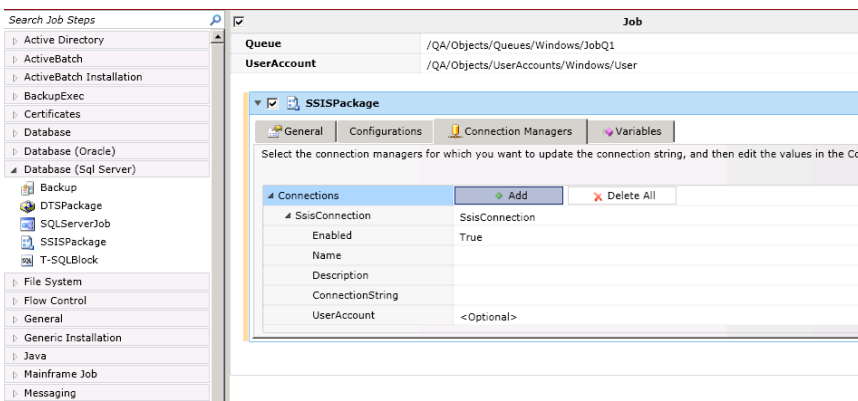 Search Job Steps
Active Directory
ActiveBatch
ActiveBatch Installation
BackupExec
Certificates
Database
Database (Oracle)
Database (Sql Server)
Backup
DTSPackage
SQLServerJob
SSISPackage
T-SQLBlock
File System
Flow Control
General
Generic Installation
Java
Mainframe Job
Messaging
Job
Queue /QA/Objects/Queues/Windows/JobQ1
UserAccount /QA/Objects/UserAccounts/Windows/User
SSISPackage
General Configurations Connection Managers Variables
Select the connection managers for which you want to update the connection string, and then edit the values in the Co
Connections Add Delete All
SsisConnection SsisConnection
Enabled True
Name
Description
ConnectionString
UserAccount <Optional>